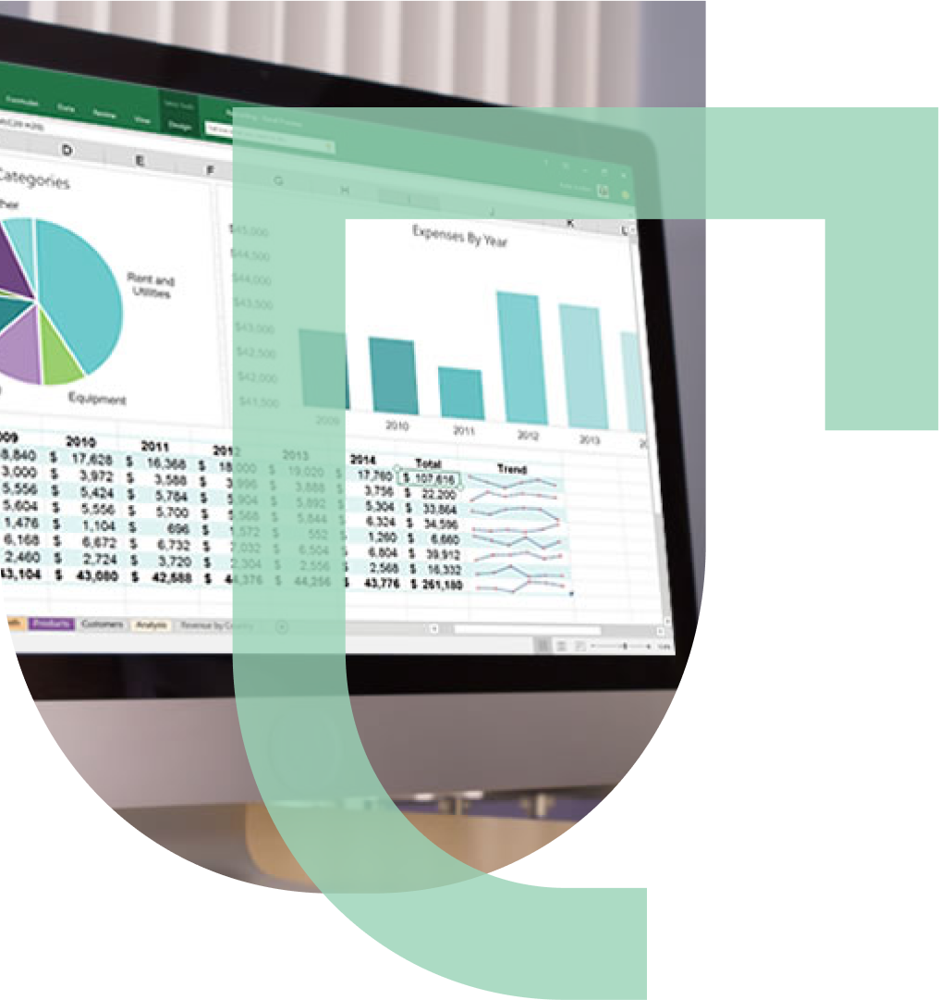 Formulas Data Review View Design
D E F G H I J K L
Categories
Expenses By Year
ther
$45,000
$44,500
$44,000
$43,500
$43,000
$42,500
$42,000
$41,500
Rent and
Utilities
Equipment
2009 2010 2011 2012 2013 20
009 2010 2011 2012 2013 2014 Total Trend
8,840 $ 17,628 $ 16,368 $ 18,000 $ 19,020 $ 17,760 $ 107,616
3,000 $ 3,972 $ 3,588 $ 3,996 $ 3,888 $ 3,756 $ 22,200
5,556 $ 5,424 $ 5,784 $ 5,904 $ 5,892 $ 5,304 $ 33,864
5,604 $ 5,556 $ 5,700 $ 5,568 $ 5,844 $ 6,324 $ 34,596
1,476 $ 1,104 $ 696 $ 1,572 $ 552 $ 1,260 $ 6,660
6,168 $ 6,672 $ 6,732 $ 7,032 $ 6,504 $ 6,804 $ 39,912
2,460 $ 2,724 $ 3,720 $ 2,304 $ 2,556 $ 2,568 $ 16,332
43,104 $ 43,080 $ 42,588 $ 44,376 $ 44,256 $ 43,776 $ 261,180
Products Customers Analysis Revenue by Country